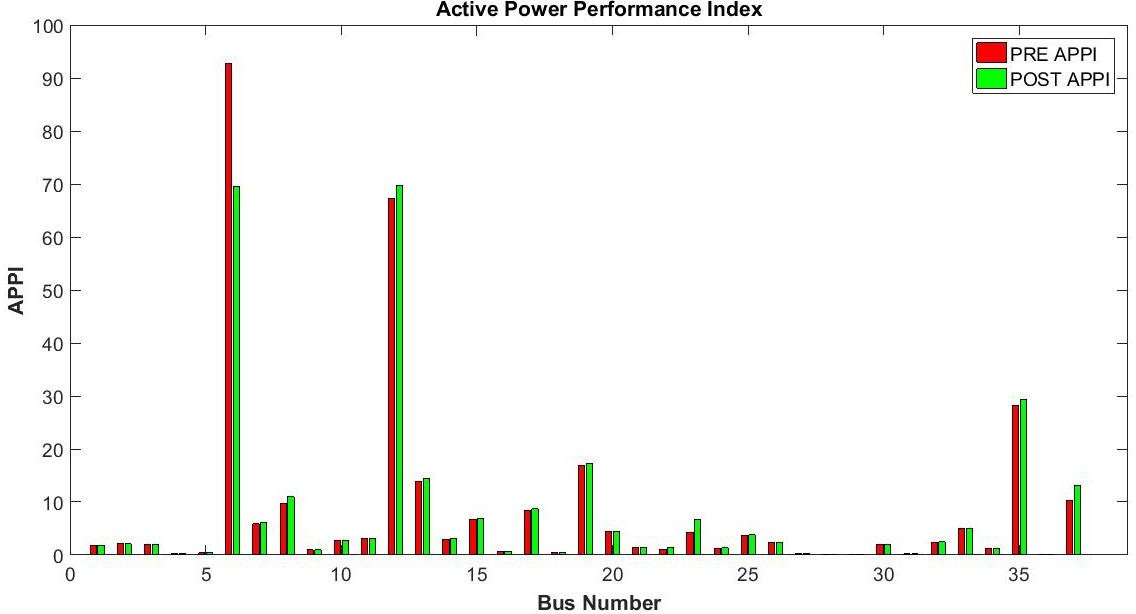 Active Power Performance Index
100
90
80
70
60
50
40
30
20
10
0
APPI
PRE APPI
POST APPI
0 5 10 15 20 25 30 35
Bus Number